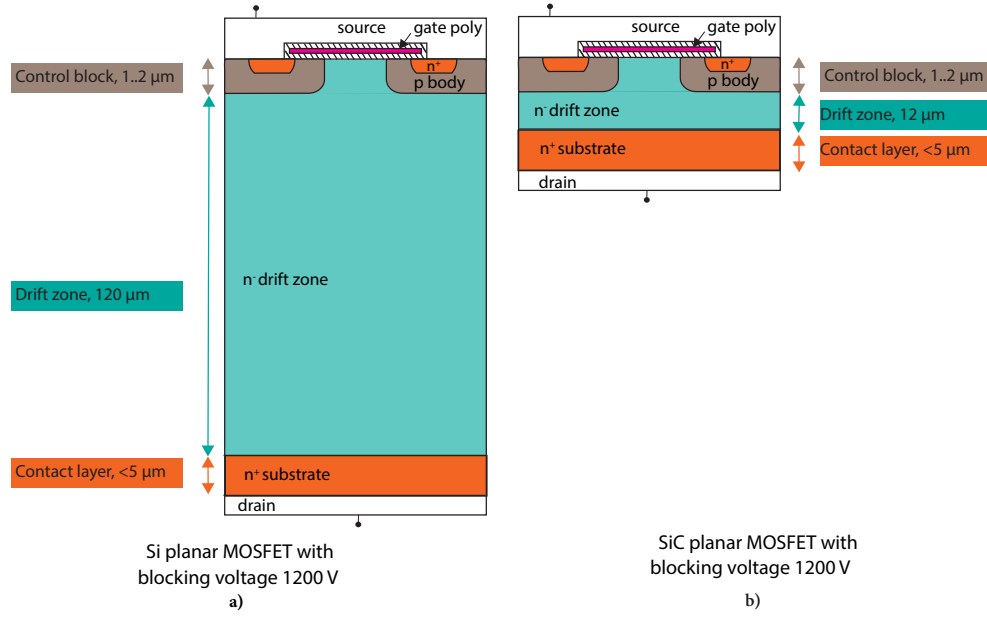 source
gate poly
Control block, 1..2 µm
n⁺
p body
n⁻ drift zone
Drift zone, 120 µm
Contact layer, <5 µm
n⁺ substrate
drain
Si planar MOSFET with
blocking voltage 1200 V
a)
source
gate poly
n⁺
p body
Control block, 1..2 µm
n⁻ drift zone
Drift zone, 12 µm
n⁺ substrate
Contact layer, <5 µm
drain
SiC planar MOSFET with
blocking voltage 1200 V
b)